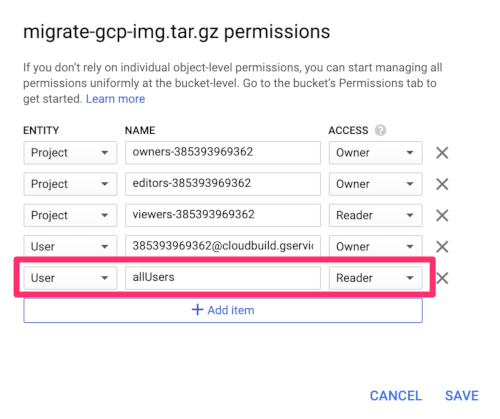 migrate-gcp-img.tar.gz permissions
If you don't rely on individual object-level permissions, you can start managing all
permissions uniformly at the bucket-level. Go to the bucket's Permissions tab to
get started. Learn more
ENTITY NAME ACCESS ?
Project owners-385393969362 Owner
Project editors-385393969362 Owner
Project viewers-385393969362 Reader
User 385393969362@cloudbuild.gservic Owner
User allUsers Reader
+ Add item
CANCEL SAVE